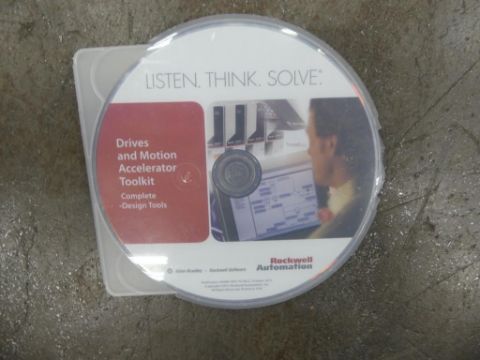 LISTEN. THINK. SOLVE.
Drives
and Motion
Accelerator
Toolkit
Complete
•Design Tools
Allen-Bradley • Rockwell Software
Rockwell
Automation